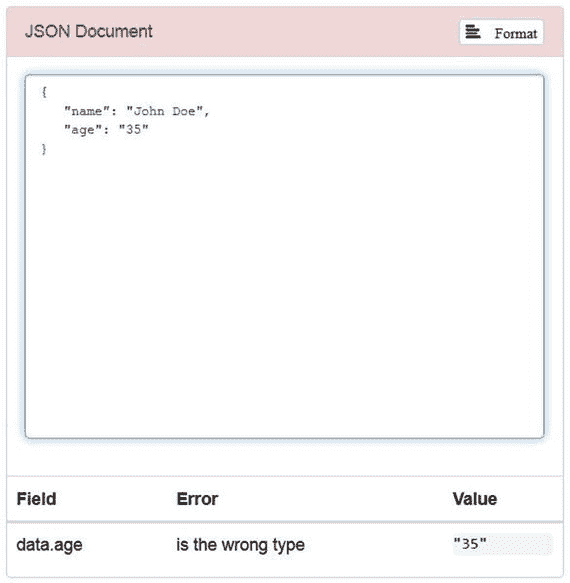 JSON Document
Format
{
"name": "John Doe",
"age": "35"
}
Field Error Value
data.age is the wrong type "35"